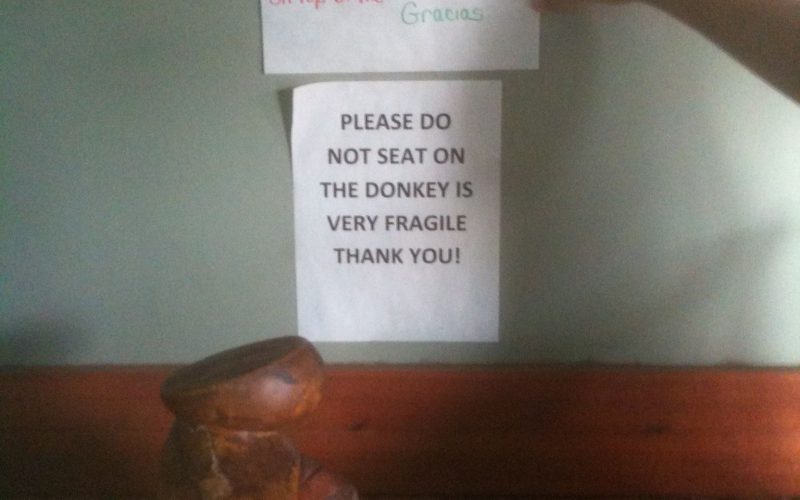 Gracias
PLEASE DO
NOT SEAT ON
THE DONKEY IS
VERY FRAGILE
THANK YOU!